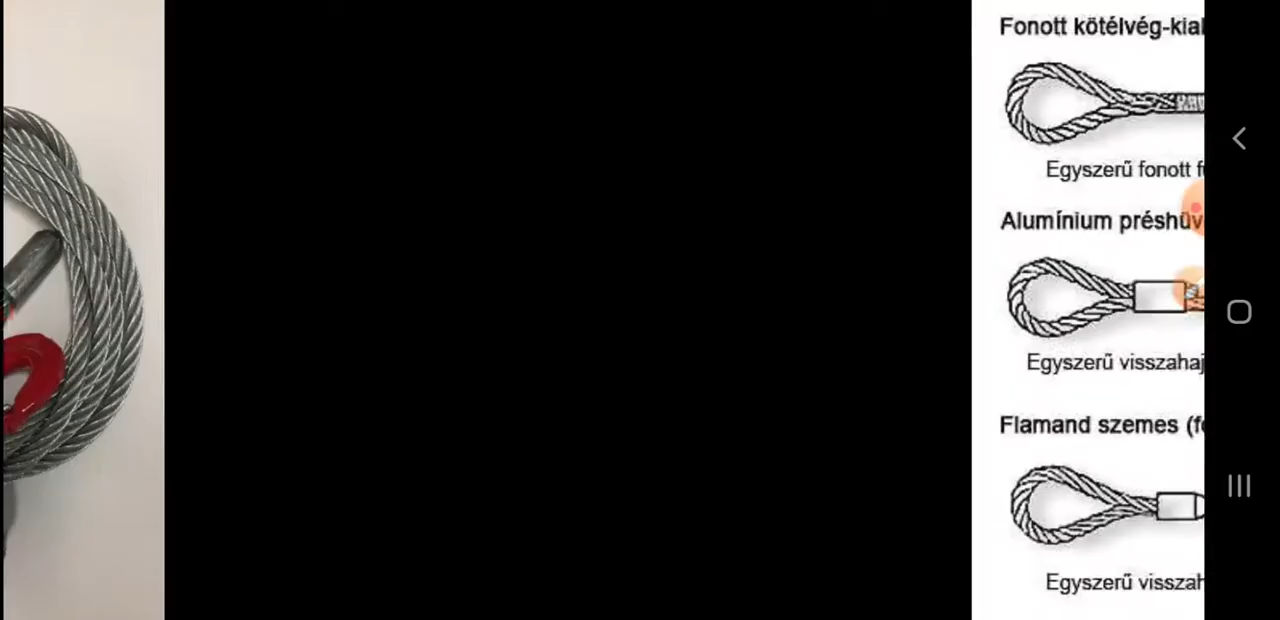 Fonott kötélvég-kial
Egyszerű fonott f
Alumínium préshüv
Egyszerű visszahaj
Flamand szemes (f
Egyszerű visszah